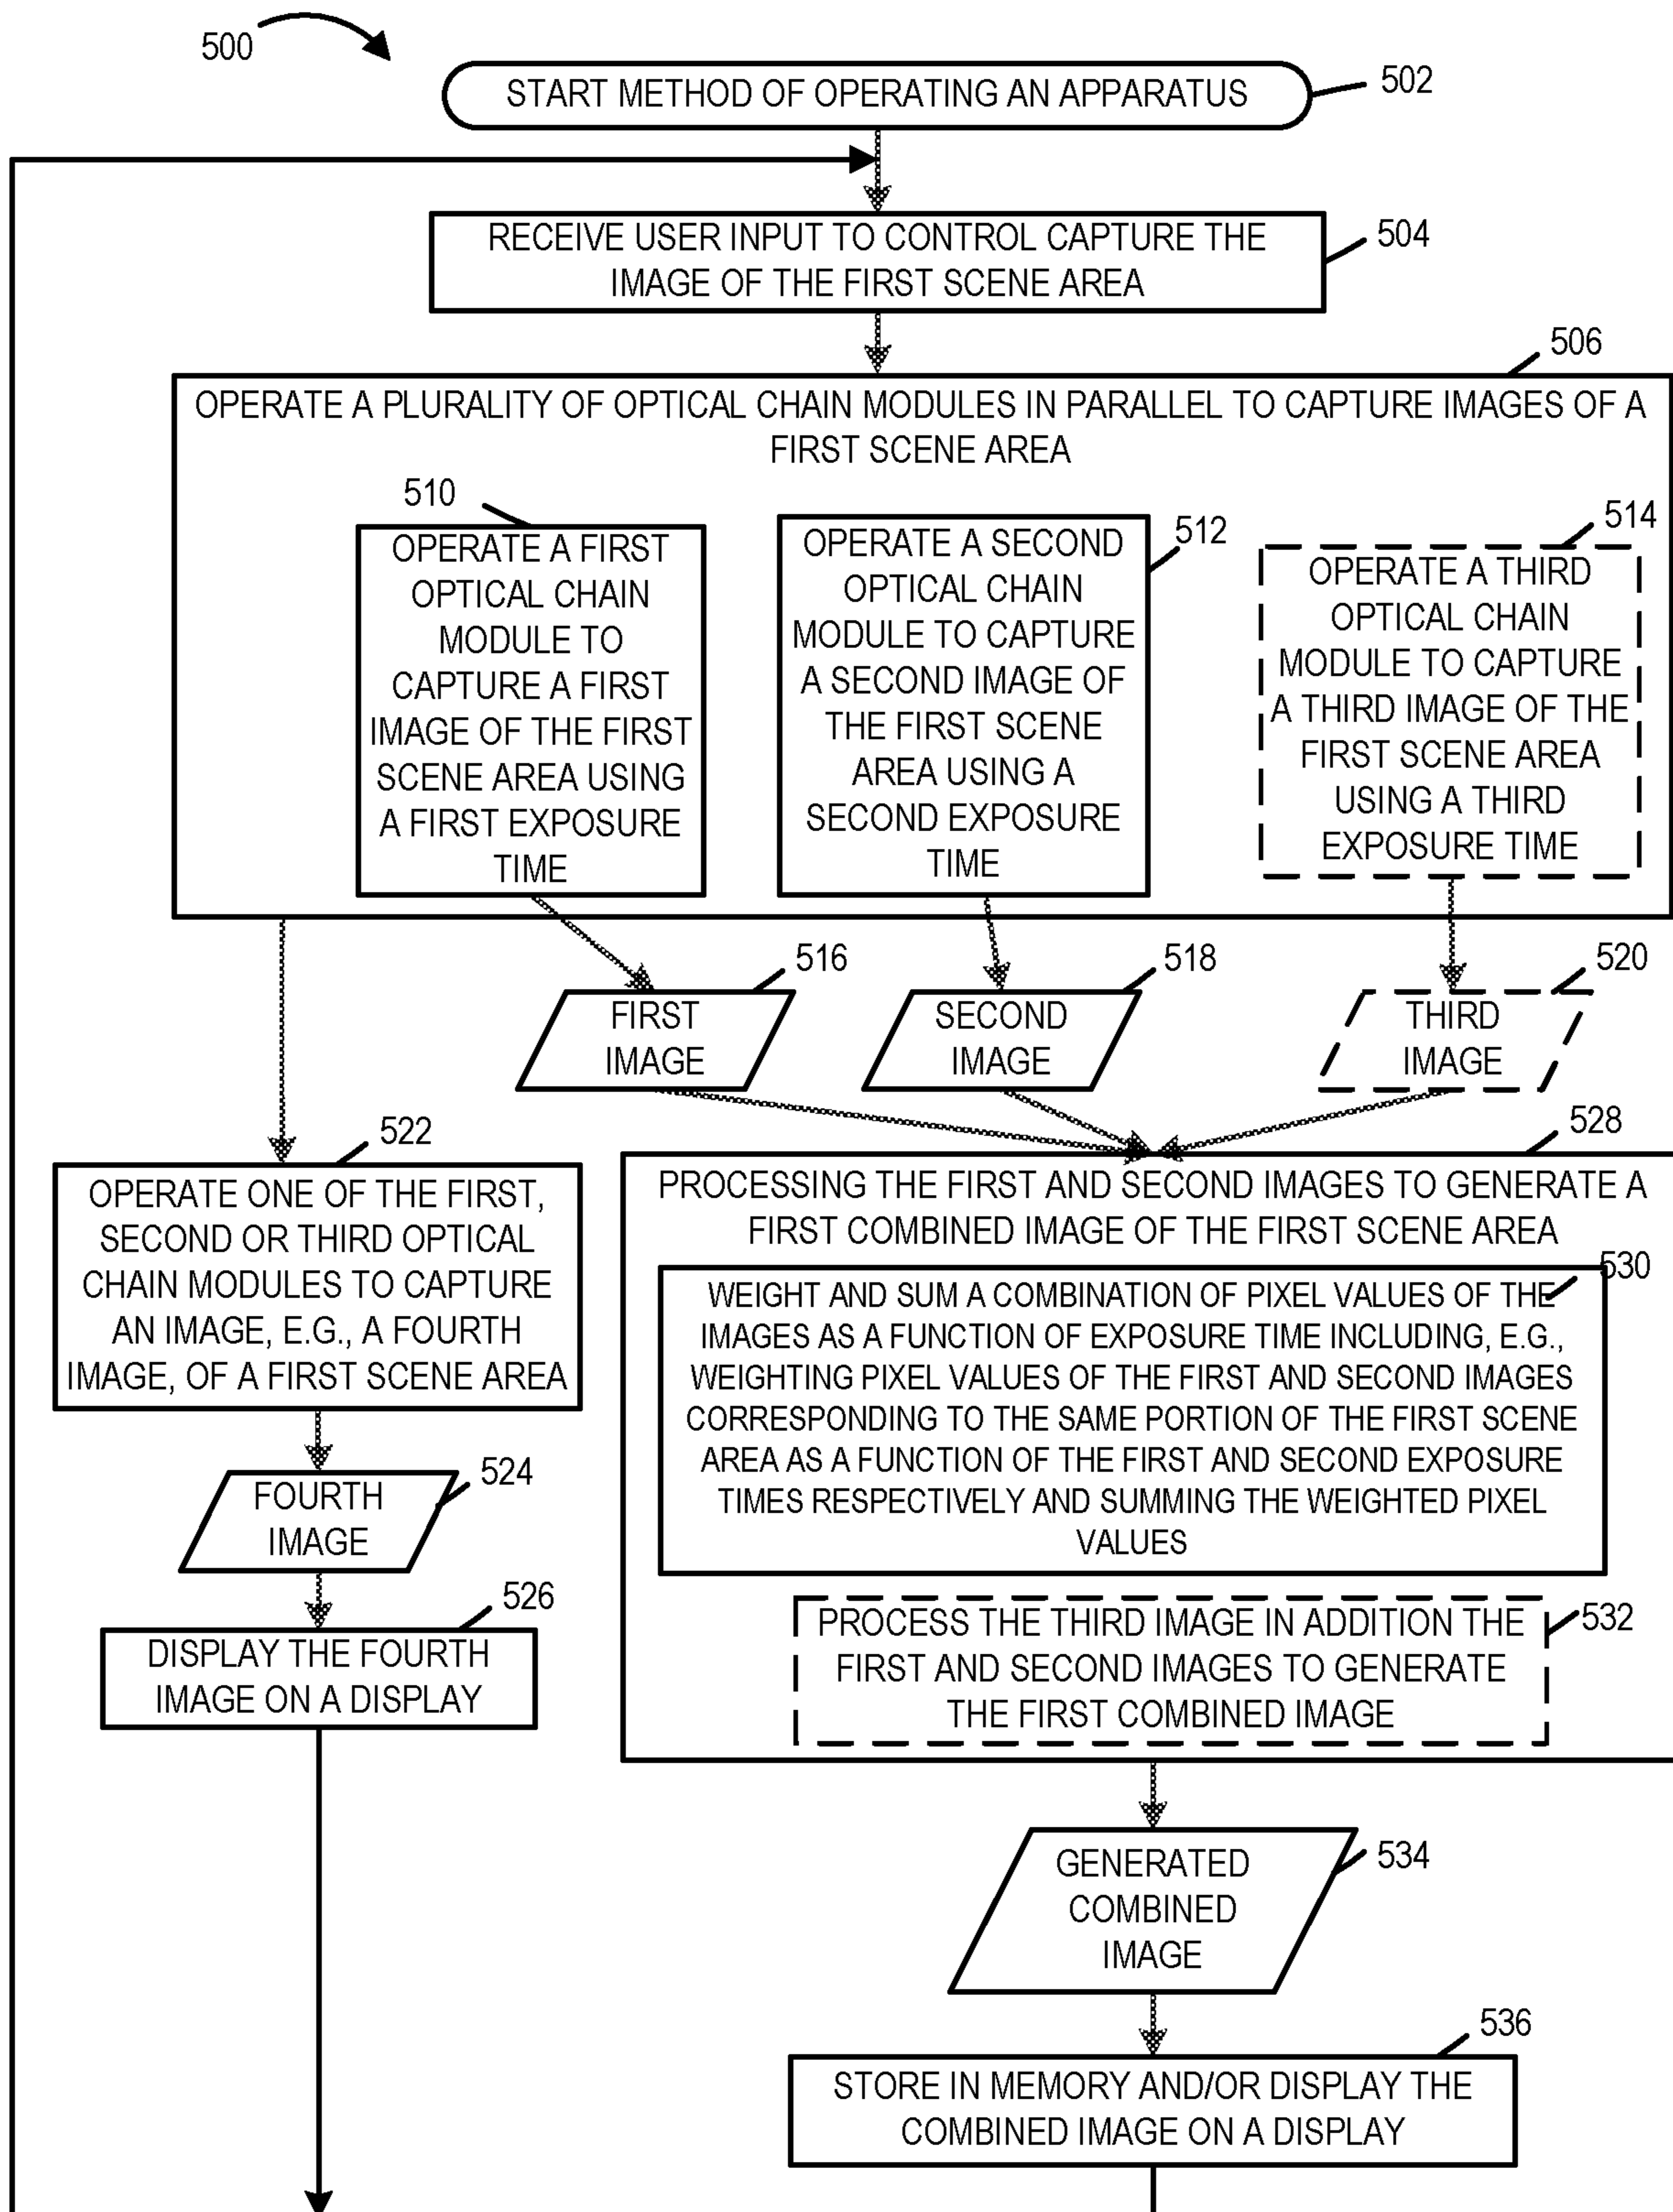 500
START METHOD OF OPERATING AN APPARATUS
502
RECEIVE USER INPUT TO CONTROL CAPTURE THE
IMAGE OF THE FIRST SCENE AREA
504
506
OPERATE A PLURALITY OF OPTICAL CHAIN MODULES IN PARALLEL TO CAPTURE IMAGES OF A
FIRST SCENE AREA
510
OPERATE A FIRST
OPTICAL CHAIN
MODULE TO
CAPTURE A FIRST
IMAGE OF THE FIRST
SCENE AREA USING
A FIRST EXPOSURE
TIME
512
OPERATE A SECOND
OPTICAL CHAIN
MODULE TO CAPTURE
A SECOND IMAGE OF
THE FIRST SCENE
AREA USING A
SECOND EXPOSURE
TIME
514
OPERATE A THIRD
OPTICAL CHAIN
MODULE TO CAPTURE
A THIRD IMAGE OF THE
FIRST SCENE AREA
USING A THIRD
EXPOSURE TIME
516
FIRST
IMAGE
518
SECOND
IMAGE
520
THIRD
IMAGE
522
OPERATE ONE OF THE FIRST,
SECOND OR THIRD OPTICAL
CHAIN MODULES TO CAPTURE
AN IMAGE, E.G., A FOURTH
IMAGE, OF A FIRST SCENE AREA
524
FOURTH
IMAGE
526
DISPLAY THE FOURTH
IMAGE ON A DISPLAY
528
PROCESSING THE FIRST AND SECOND IMAGES TO GENERATE A
FIRST COMBINED IMAGE OF THE FIRST SCENE AREA
530
WEIGHT AND SUM A COMBINATION OF PIXEL VALUES OF THE
IMAGES AS A FUNCTION OF EXPOSURE TIME INCLUDING, E.G.,
WEIGHTING PIXEL VALUES OF THE FIRST AND SECOND IMAGES
CORRESPONDING TO THE SAME PORTION OF THE FIRST SCENE
AREA AS A FUNCTION OF THE FIRST AND SECOND EXPOSURE
TIMES RESPECTIVELY AND SUMMING THE WEIGHTED PIXEL
VALUES
532
PROCESS THE THIRD IMAGE IN ADDITION THE
FIRST AND SECOND IMAGES TO GENERATE
THE FIRST COMBINED IMAGE
534
GENERATED
COMBINED
IMAGE
536
STORE IN MEMORY AND/OR DISPLAY THE
COMBINED IMAGE ON A DISPLAY